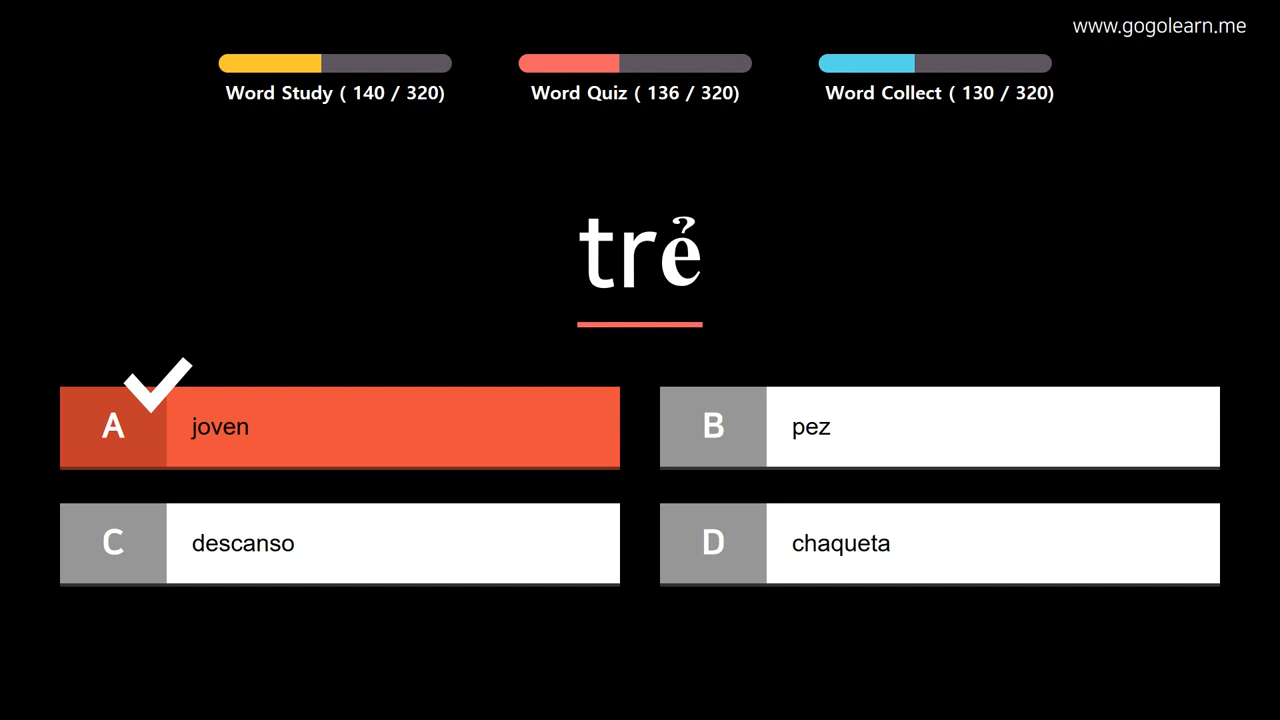 www.gogolearn.me
Word Study ( 140 / 320)
Word Quiz ( 136 / 320)
Word Collect ( 130 / 320)
trẻ
A joven
B pez
C descanso
D chaqueta